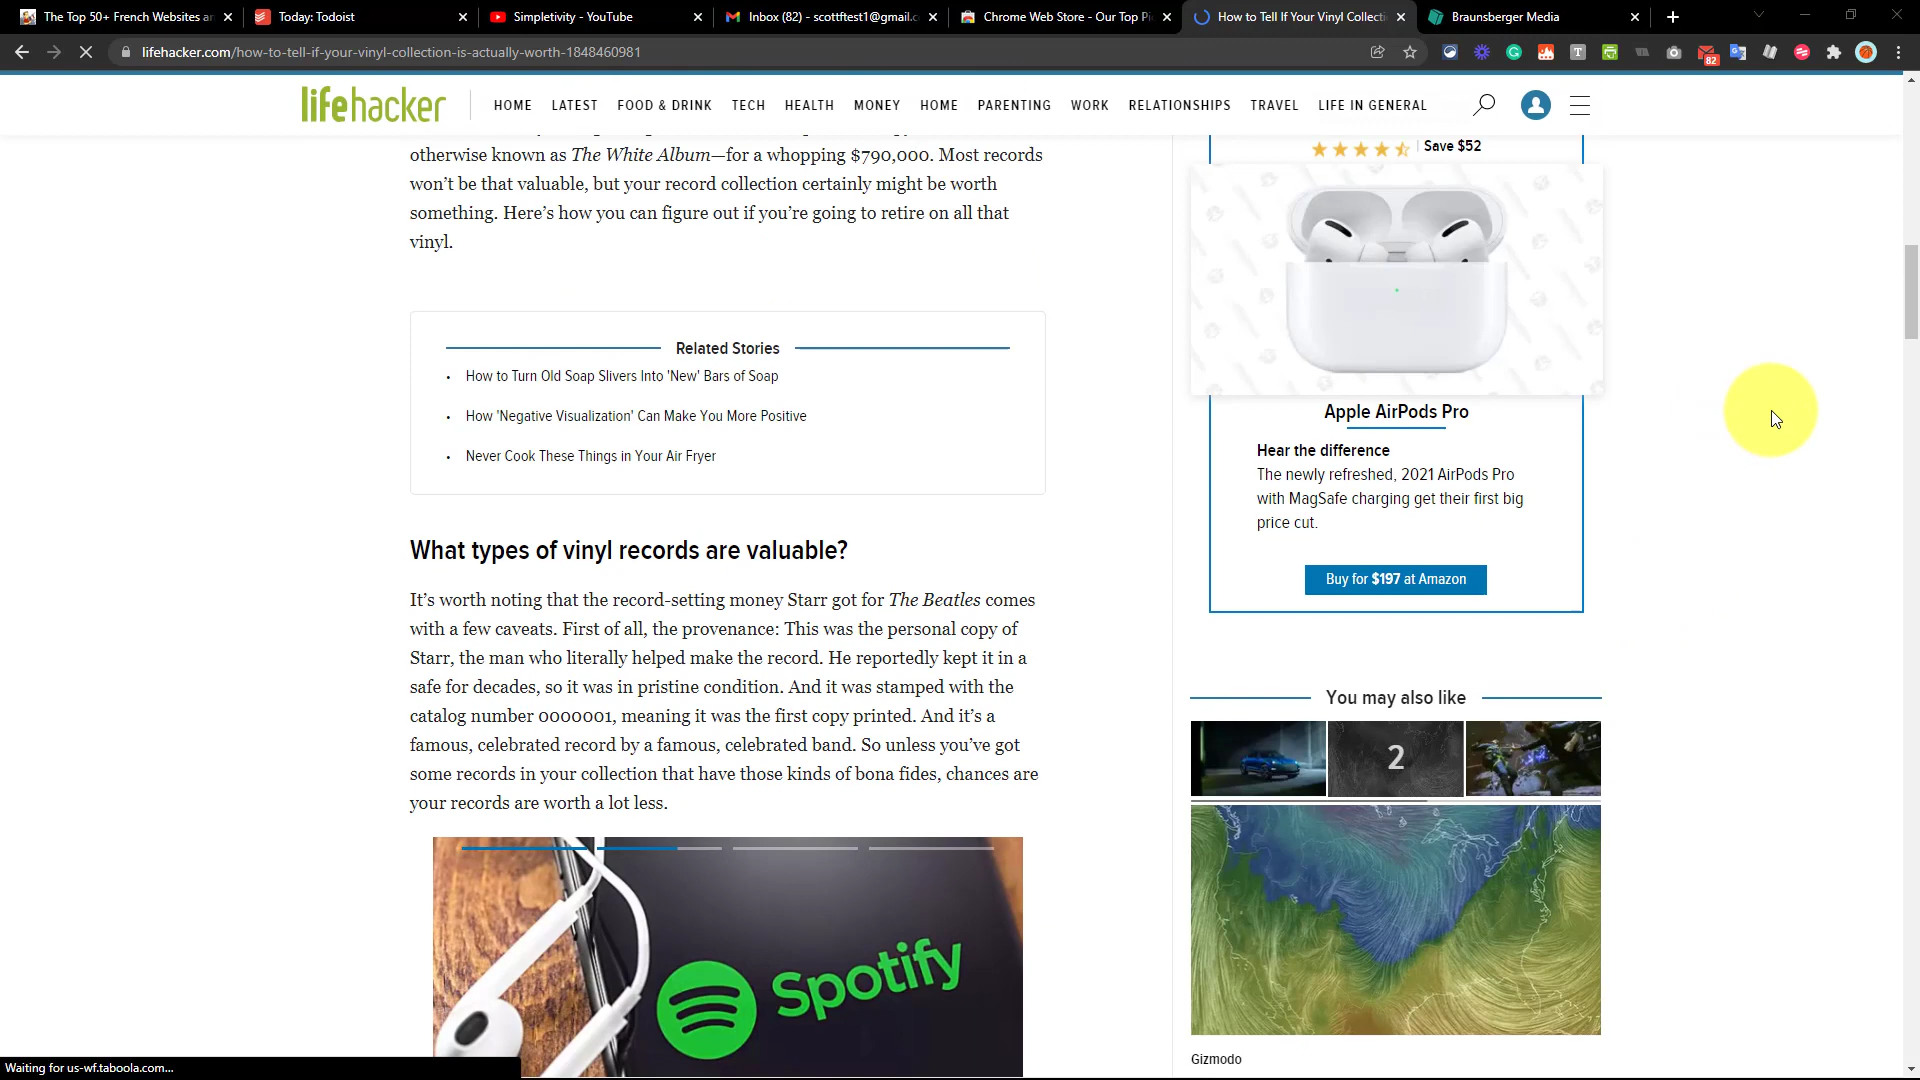 The Top 50+ French Websites an
Today: Todoist
Simpletivity - YouTube
Inbox (82) - scottftest1@gmail.c
Chrome Web Store - Our Top Pi
How to Tell If Your Vinyl Collecti
Braunsberger Media
lifehacker.com/how-to-tell-if-your-vinyl-collection-is-actually-worth-1848460981
82
lifehacker
HOME
LATEST
FOOD & DRINK
TECH
HEALTH
MONEY
HOME
PARENTING
WORK
RELATIONSHIPS
TRAVEL
LIFE IN GENERAL
otherwise known as The White Album—for a whopping $790,000. Most records
won’t be that valuable, but your record collection certainly might be worth
something. Here’s how you can figure out if you’re going to retire on all that
vinyl.
Related Stories
How to Turn Old Soap Slivers Into 'New' Bars of Soap
How 'Negative Visualization' Can Make You More Positive
Never Cook These Things in Your Air Fryer
What types of vinyl records are valuable?
It’s worth noting that the record-setting money Starr got for The Beatles comes
with a few caveats. First of all, the provenance: This was the personal copy of
Starr, the man who literally helped make the record. He reportedly kept it in a
safe for decades, so it was in pristine condition. And it was stamped with the
catalog number 0000001, meaning it was the first copy printed. And it’s a
famous, celebrated record by a famous, celebrated band. So unless you’ve got
some records in your collection that have those kinds of bona fides, chances are
your records are worth a lot less.
Spotify
Save $52
Apple AirPods Pro
Hear the difference
The newly refreshed, 2021 AirPods Pro
with MagSafe charging get their first big
price cut.
Buy for $197 at Amazon
You may also like
2
Gizmodo
Waiting for us-wf.taboola.com...